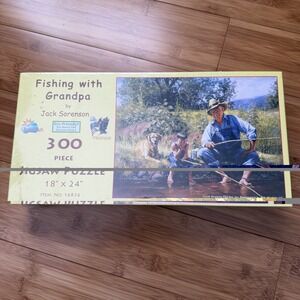 Fishing with
Grandpa
by
Jack Sorenson
300
PIECE
JIGSAW PUZZLE
18" x 24"
JIGSAW PUZZLE